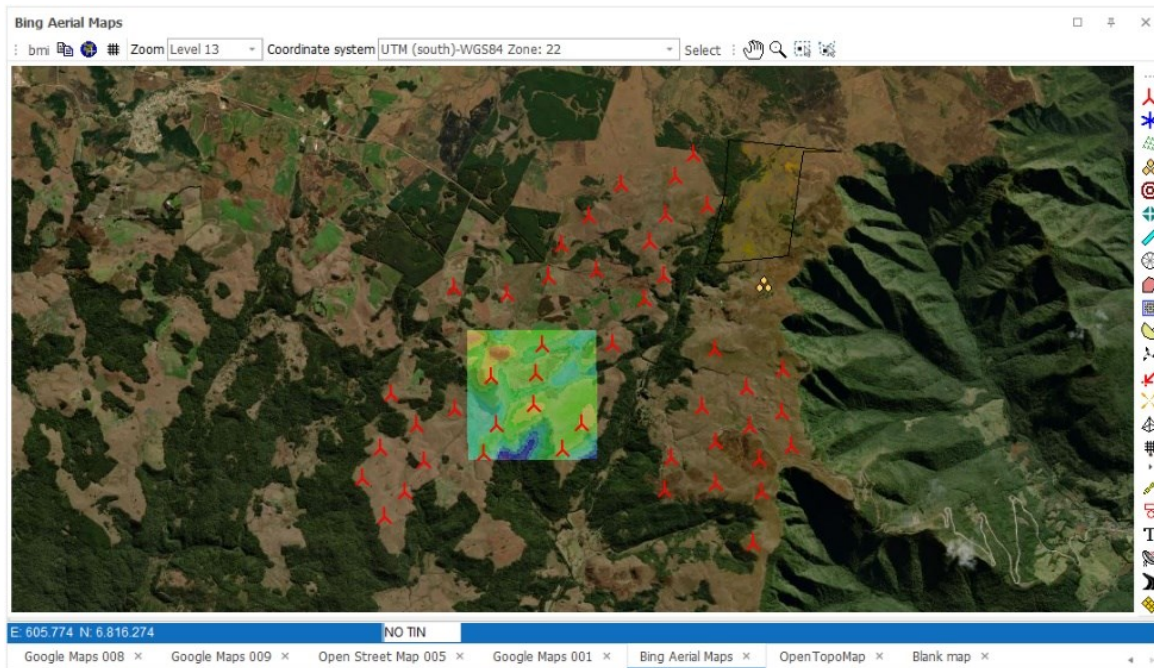 Bing Aerial Maps
bmi Zoom Level 13 Coordinate system UTM (south)-WGS84 Zone: 22 Select
T
E: 605.774 N: 6.816.274 NO TIN
Google Maps 008 Google Maps 009 Open Street Map 005 Google Maps 001 Bing Aerial Maps OpenTopoMap Blank map